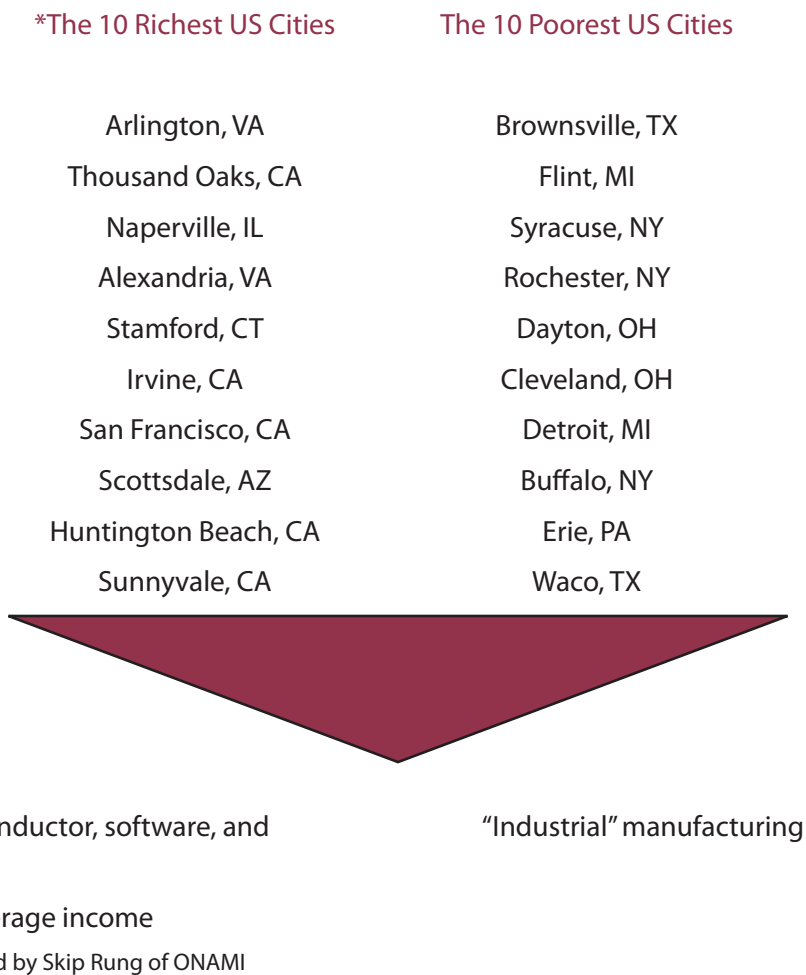 *The 10 Richest US Cities
The 10 Poorest US Cities
Arlington, VA
Brownsville, TX
Thousand Oaks, CA
Flint, MI
Naperville, IL
Syracuse, NY
Alexandria, VA
Rochester, NY
Stamford, CT
Dayton, OH
Irvine, CA
Cleveland, OH
San Francisco, CA
Detroit, MI
Scottsdale, AZ
Buffalo, NY
Huntington Beach, CA
Erie, PA
Sunnyvale, CA
Waco, TX
software, and
“Industrial” manufacturing
income
by Skip Rung of ONAMI